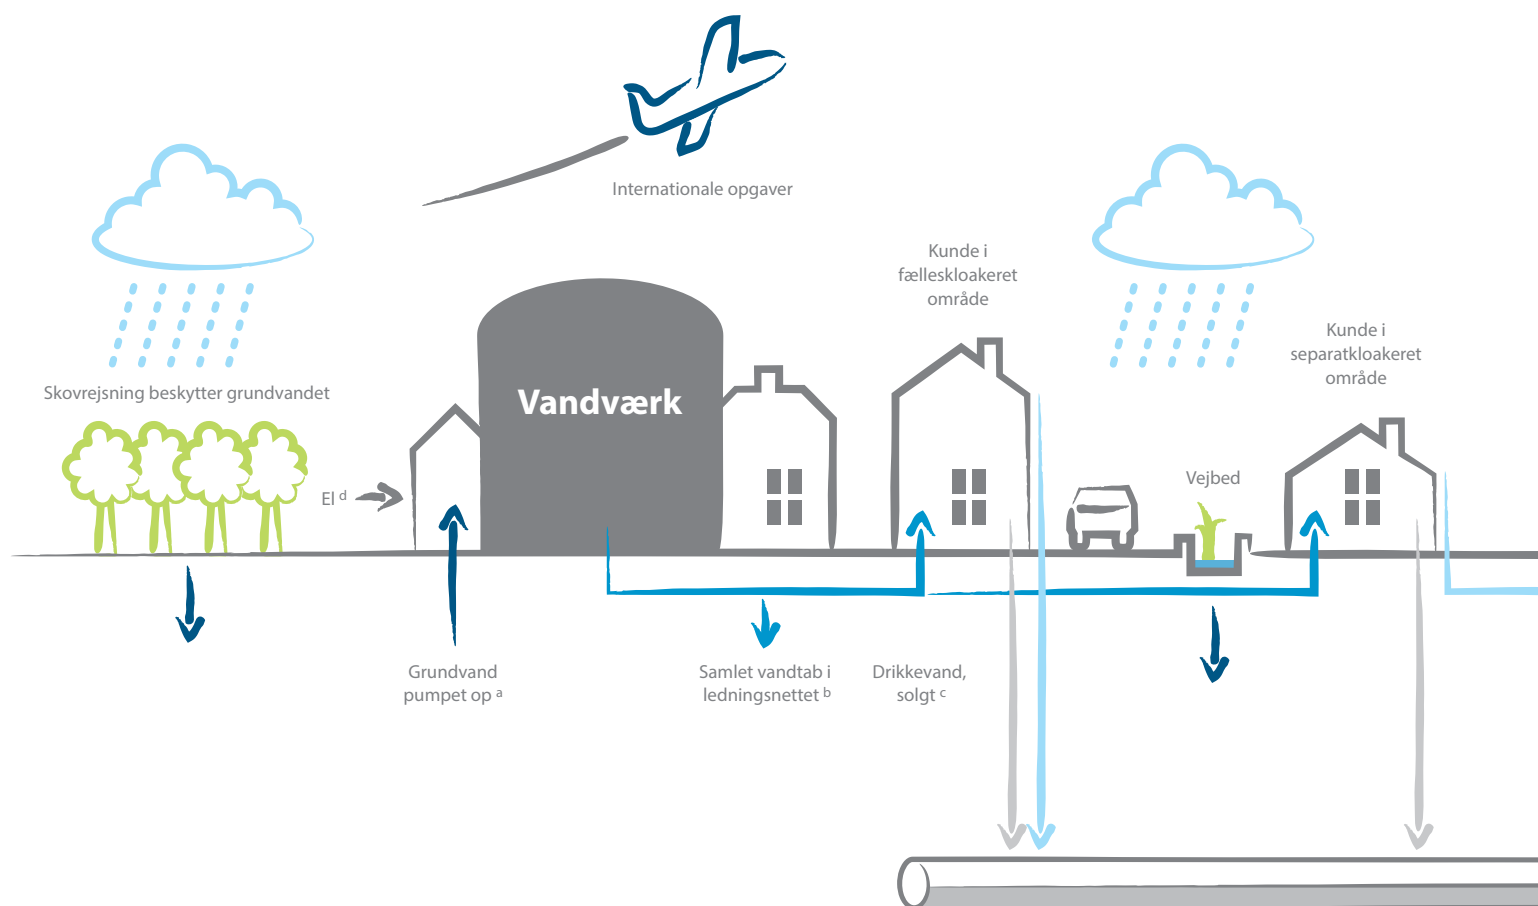 Internationale opgaver
Kunde i
fælleskloakeret
område
Kunde i
separatkloakeret
område
Skovrejsning beskytter grundvandet
Vandværk
El d
Vejbed
Grundvand
pumpet op a
Samlet vandtab i
ledningsnettet b
Drikkevand,
solgt c